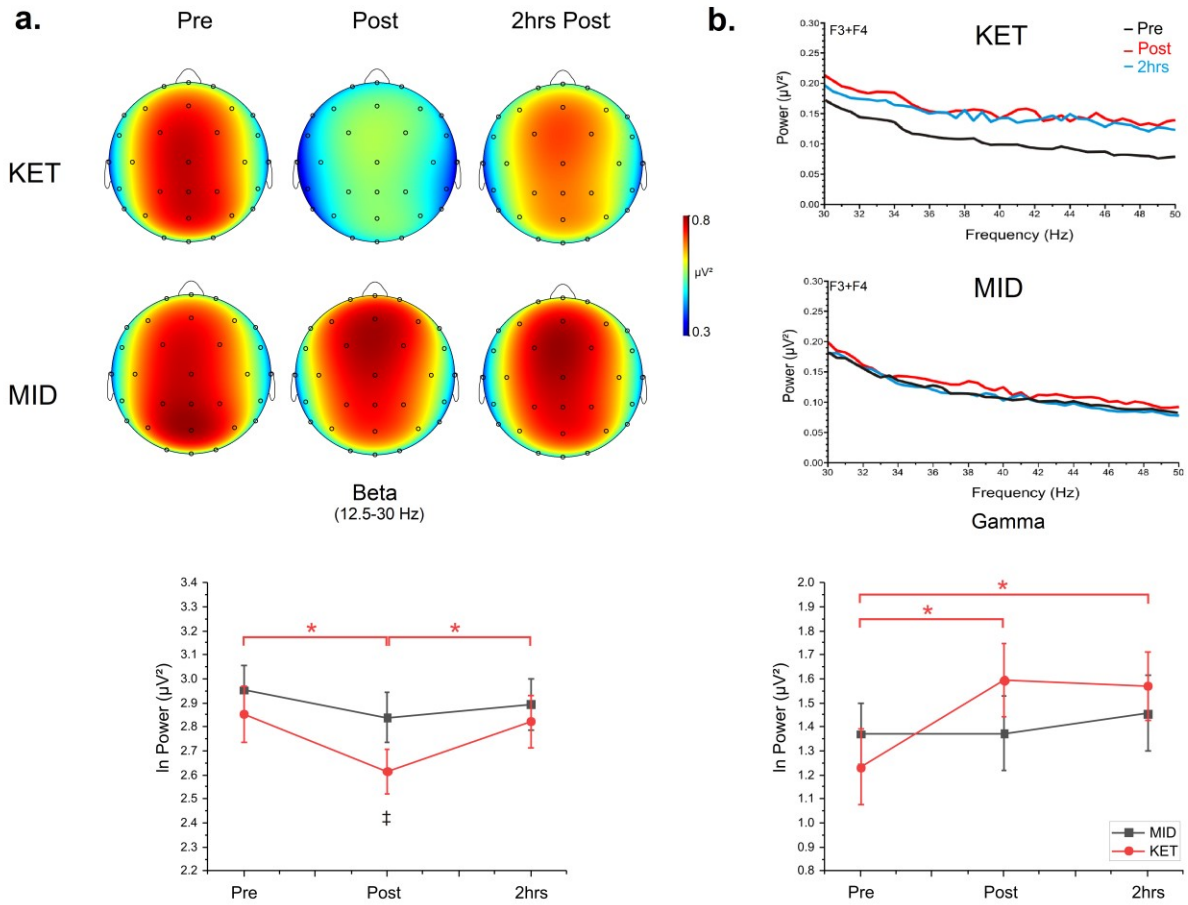 a.
Pre
Post
2hrs Post
KET
MID
0.8
µV²
0.3
Beta
(12.5-30 Hz)
b.
F3+F4
KET
Pre
Post
2hrs
Power (µV²)
0.30
0.25
0.20
0.15
0.10
0.05
0.00
30 32 34 36 38 40 42 44 46 48 50
Frequency (Hz)
F3+F4
MID
Power (µV²)
0.30
0.25
0.20
0.15
0.10
0.05
0.00
30 32 34 36 38 40 42 44 46 48 50
Frequency (Hz)
Gamma
ln Power (µV²)
3.4
3.3
3.2
3.1
3.0
2.9
2.8
2.7
2.6
2.5
2.4
2.3
2.2
* *
‡
Pre Post 2hrs
ln Power (µV²)
2.0
1.9
1.8
1.7
1.6
1.5
1.4
1.3
1.2
1.1
1.0
0.9
0.8
*
*
MID
KET
Pre Post 2hrs